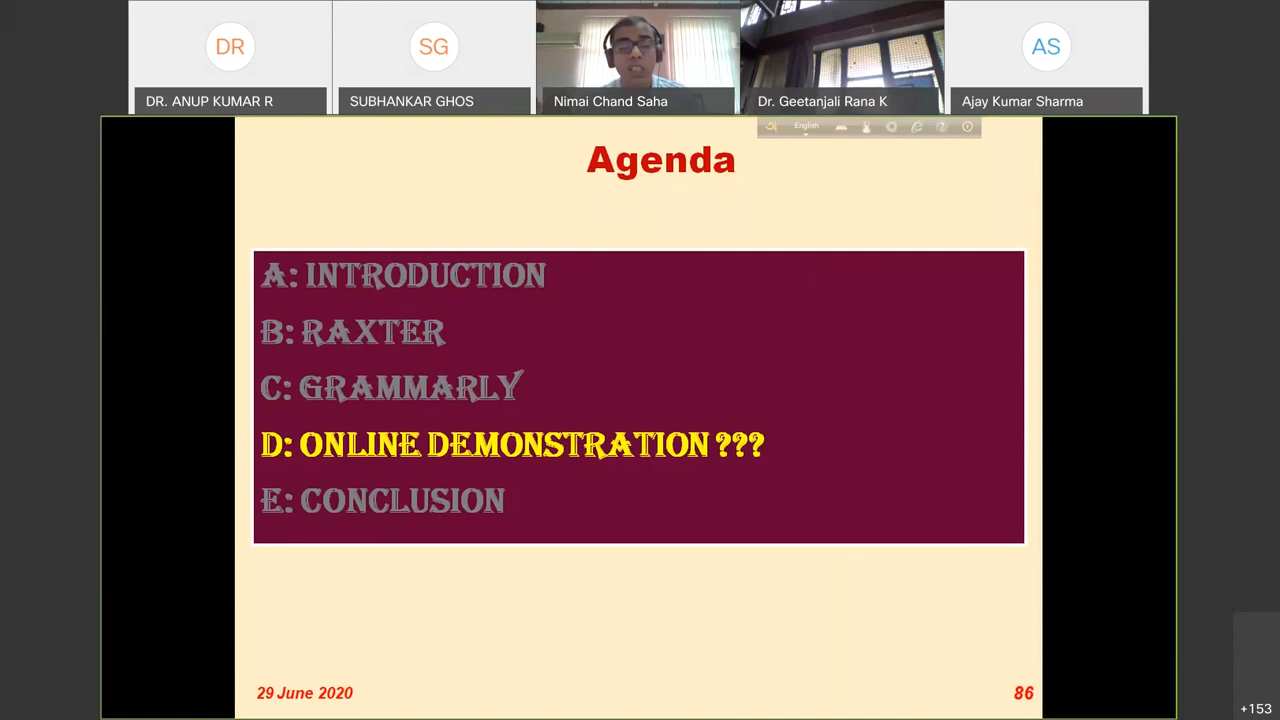 DR
SG
AS
DR. ANUP KUMAR R
SUBHANKAR GHOS
Nimai Chand Saha
Dr. Geetanjali Rana K
Ajay Kumar Sharma
অ English
Agenda
A: INTRODUCTION
B: RAXTER
C: GRAMMARLY
D: ONLINE DEMONSTRATION ???
E: CONCLUSION
29 June 2020
86
+153